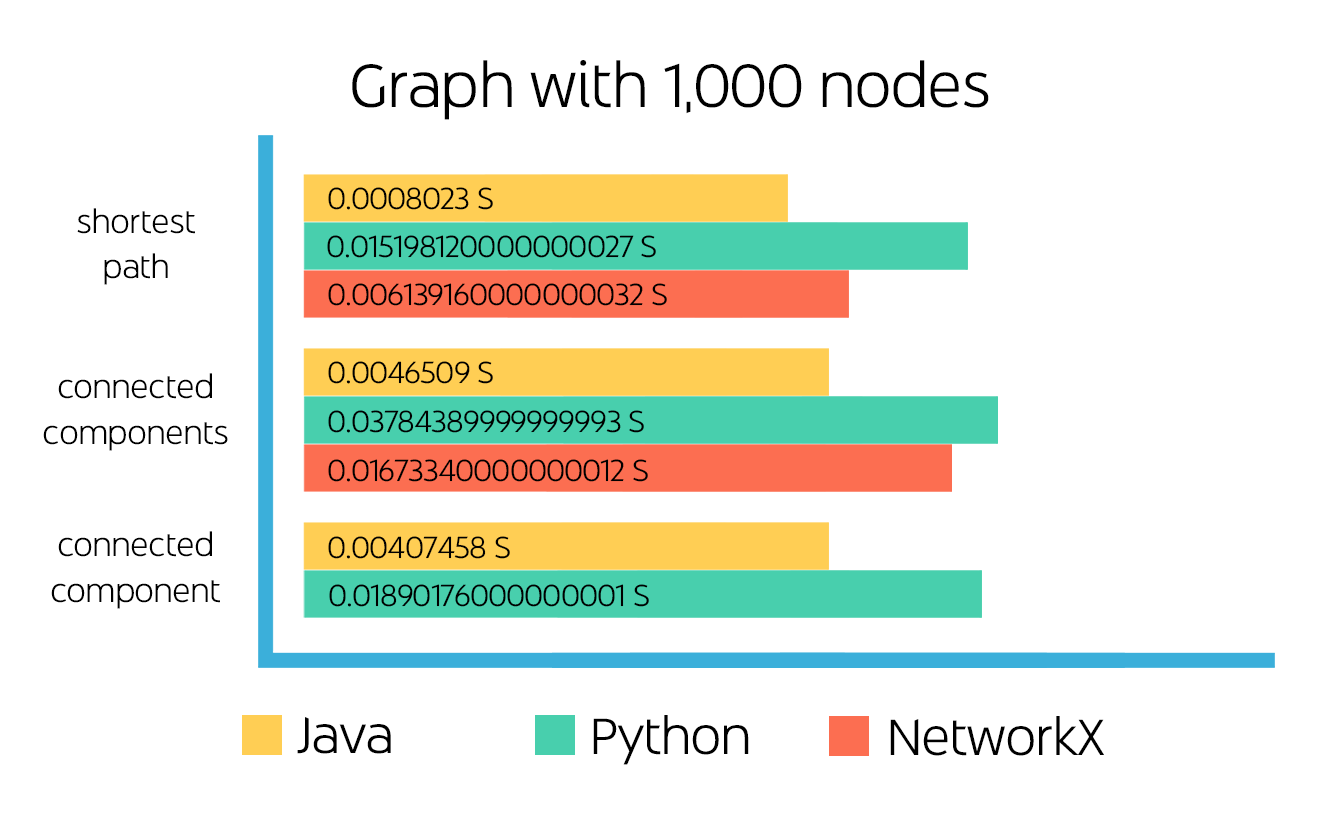 Graph with 1,000 nodes
shortest
path
0.0008023 S
0.015198120000000027 S
0.006139160000000032 S
connected
components
0.0046509 S
0.03784389999999993 S
0.01673340000000012 S
connected
component
0.00407458 S
0.01890176000000001 S
Java
Python
NetworkX